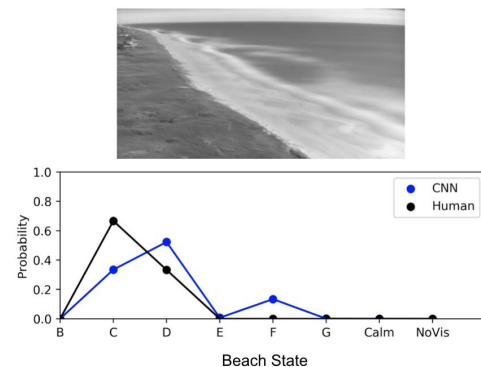 1.0
0.8
0.6
0.4
0.2
0.0
Probability
CNN
Human
B C D E F G Calm NoVis
Beach State